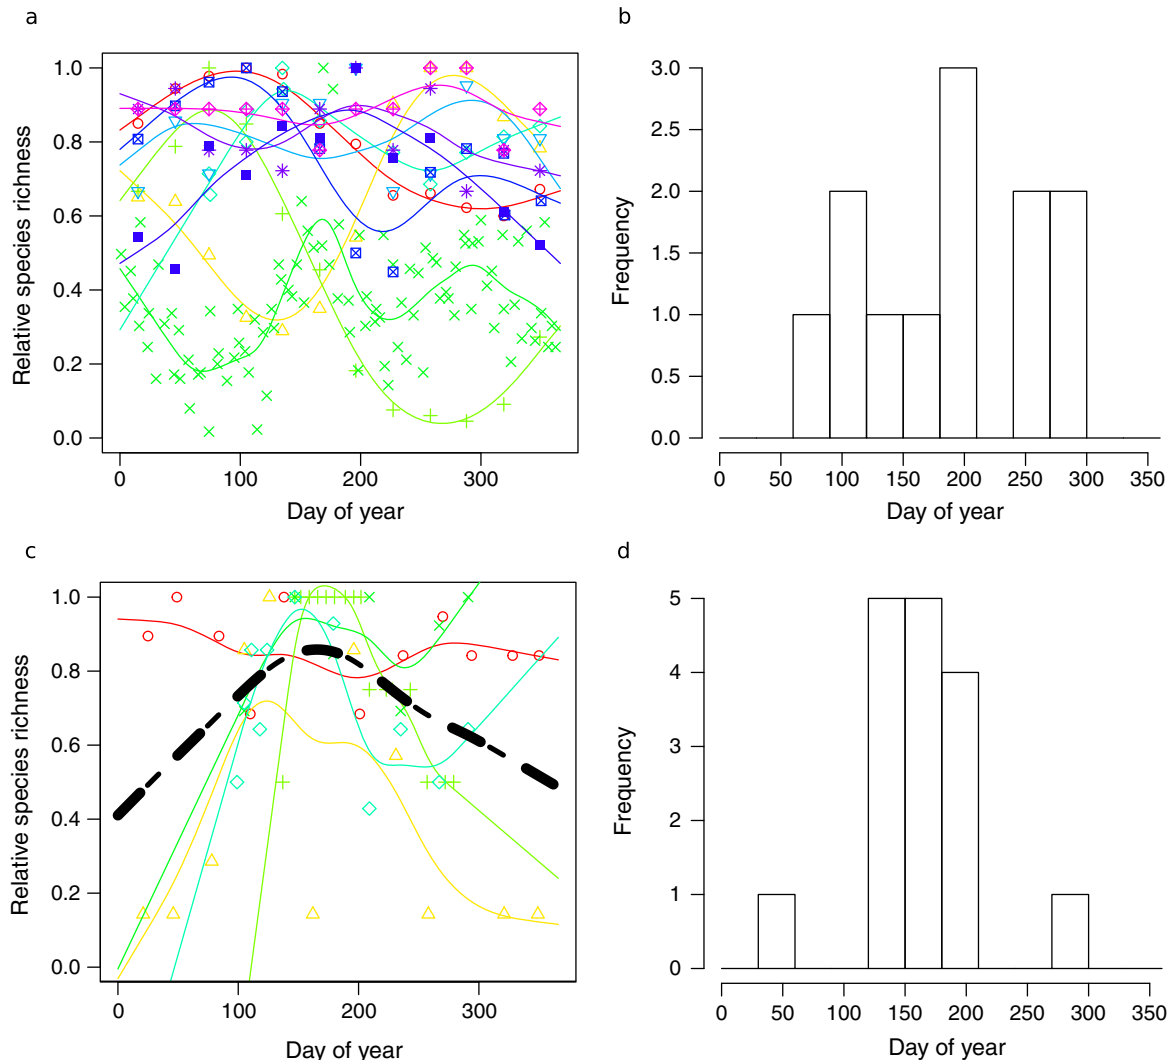 a
Relative species richness
1.0
0.8
0.6
0.4
0.2
0.0
0 100 200 300
Day of year
b
Frequency
3.0
2.5
2.0
1.5
1.0
0.5
0.0
0 50 100 150 200 250 300 350
Day of year
c
Relative species richness
1.0
0.8
0.6
0.4
0.2
0.0
0 100 200 300
Day of year
d
Frequency
5
4
3
2
1
0
0 50 100 150 200 250 300 350
Day of year